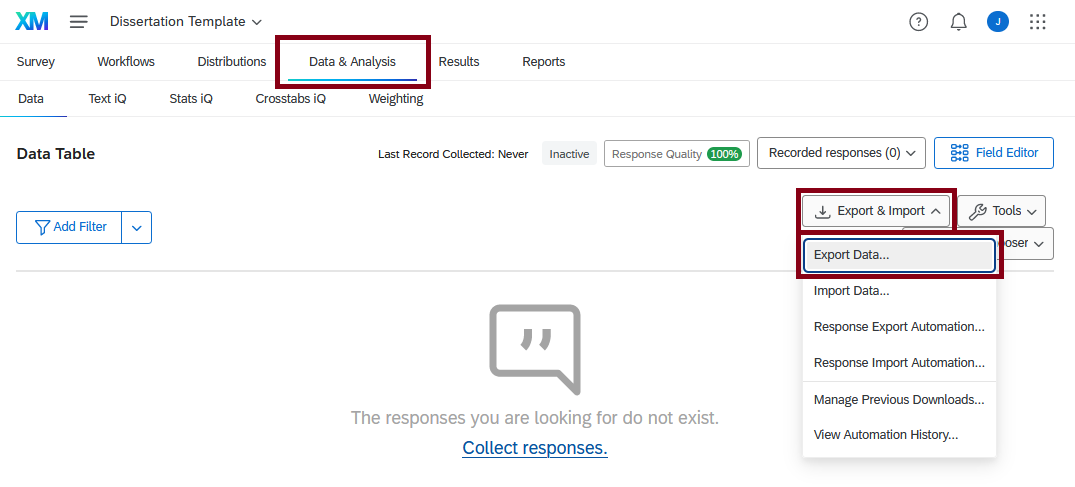 XM Dissertation Template J
Survey Workflows Distributions Data & Analysis Results Reports
Data Text iQ Stats iQ Crosstabs iQ Weighting
Data Table Last Record Collected: Never Inactive Response Quality 100% Recorded responses (0) Field Editor
Add Filter Export & Import Tools
Export Data...
Import Data...
Response Export Automation...
Response Import Automation...
Manage Previous Downloads...
View Automation History...
The responses you are looking for do not exist.
Collect responses.